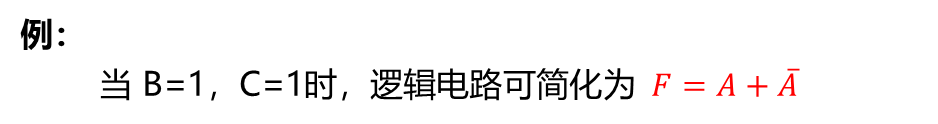 例：
当 B=1，C=1时，逻辑电路可简化为 F = A + Ā